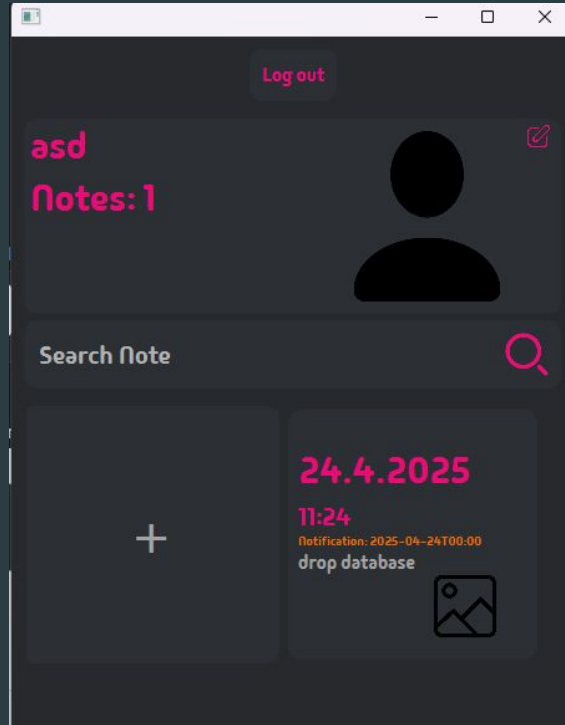 Log out
asd
Notes: 1
Search Note
+
24.4.2025
11:24
Notification: 2025-04-24T00:00
drop database